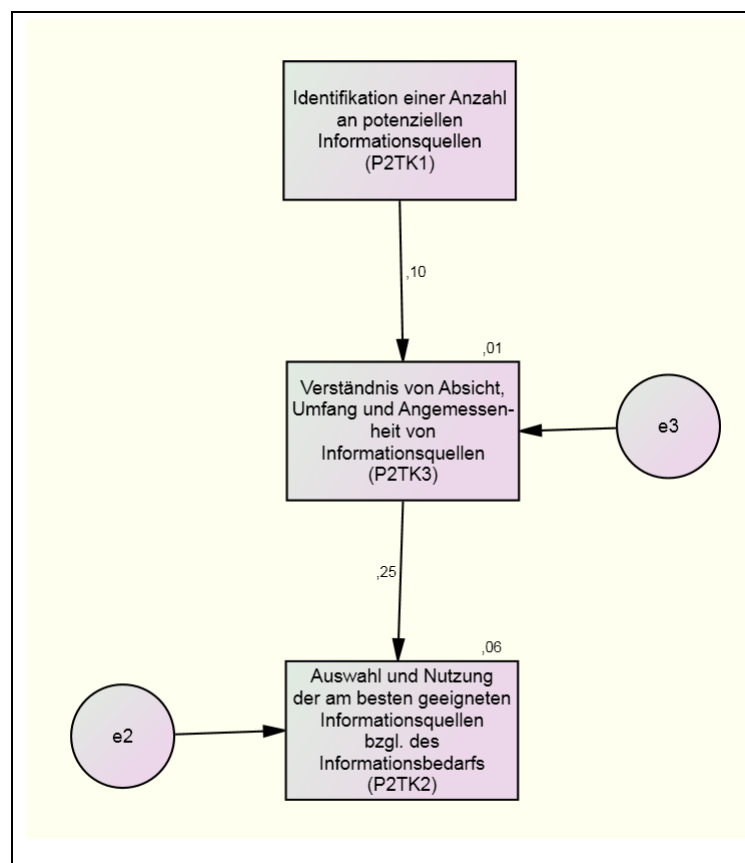 Identifikation einer Anzahl
an potenziellen
Informationsquellen
(P2TK1)
,10
,01
Verständnis von Absicht,
Umfang und Angemessen-
heit von
Informationsquellen
(P2TK3)
e3
,25
,06
Auswahl und Nutzung
der am besten geeigneten
Informationsquellen
bzgl. des
Informationsbedarfs
(P2TK2)
e2